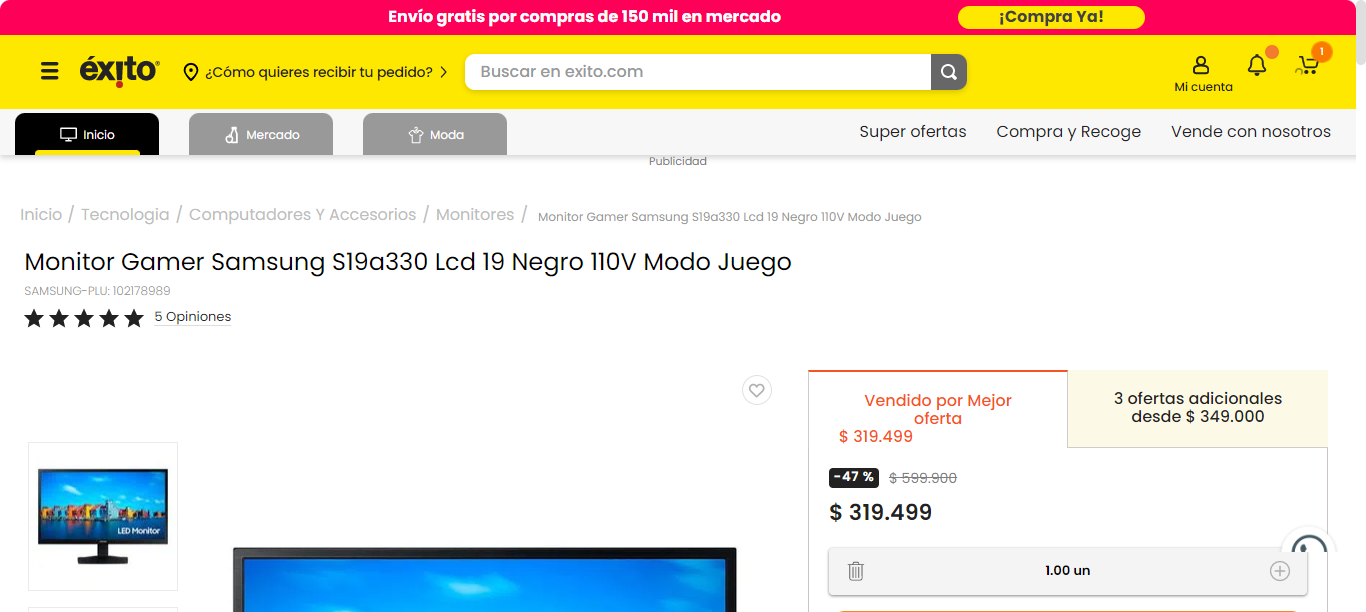 Envío gratis por compras de 150 mil en mercado
¡Compra Ya!
éxito
¿Cómo quieres recibir tu pedido?
Buscar en exito.com
Mi cuenta
1
Inicio
Mercado
Moda
Super ofertas
Compra y Recoge
Vende con nosotros
Publicidad
Inicio / Tecnologia / Computadores Y Accesorios / Monitores / Monitor Gamer Samsung S19a330 Lcd 19 Negro 110V Modo Juego
Monitor Gamer Samsung S19a330 Lcd 19 Negro 110V Modo Juego
SAMSUNG-PLU: 102178989
5 Opiniones
Vendido por Mejor
oferta
$ 319.499
3 ofertas adicionales
desde $ 349.000
-47 % $ 599.900
$ 319.499
LED Monitor
1.00 un